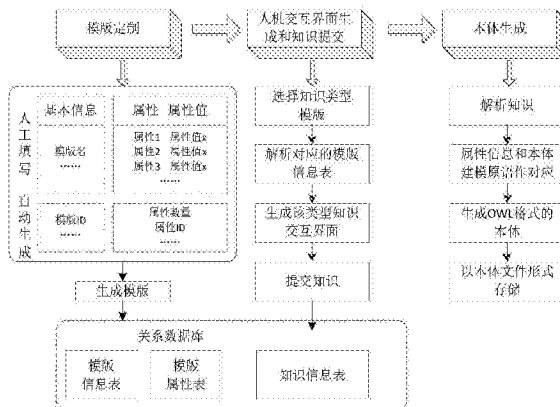 模版定制
人机交互界面生
成和知识提交
本体生成
人工填写
自动生成
基本信息
模版名
……
模版ID
……
属性 属性值
属性1 属性值x
属性2 属性值x
属性3 属性值x
……
属性数量
属性ID
……
生成模版
选择知识类型
模版
解析对应的模版
信息表
生成该类型知识
交互界面
提交知识
解析知识
属性信息和本体
建模原语作对应
生成OWL格式的
本体
以本体文件形式
存储
关系数据库
模版
信息表
模版
属性表
知识信息表